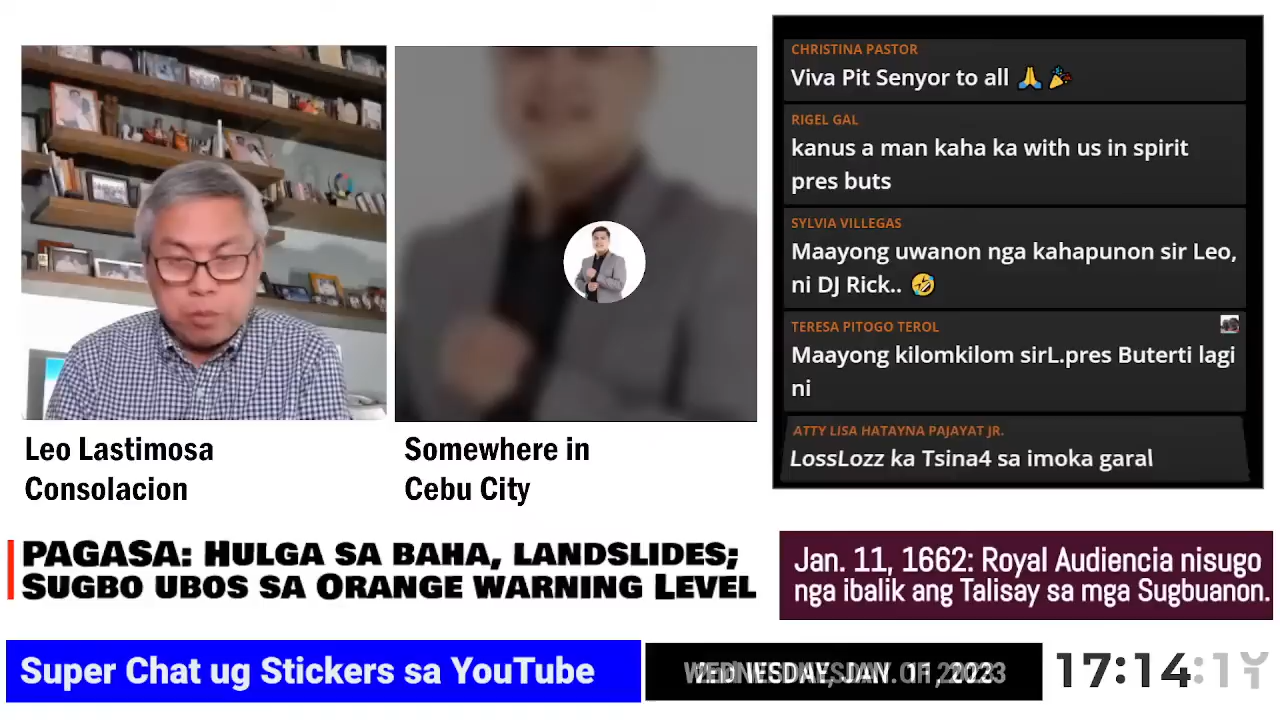 CHRISTINA PASTOR
Viva Pit Senyor to all 🙏 🎉
RIGEL GAL
kanus a man kaha ka with us in spirit
pres buts
SYLVIA VILLEGAS
Maayong uwanon nga kahapunon sir Leo,
ni DJ Rick.. 🤣
TERESA PITOGO TEROL
Maayong kilomkilom sirL.pres Buterti lagi
ni
ATTY LISA HATAYNA PAJAYAT JR.
LossLozz ka Tsina4 sa imoka garal
Leo Lastimosa
Consolacion
Somewhere in
Cebu City
PAGASA: HULGA SA BAHA, LANDSLIDES;
SUGBO UBOS SA ORANGE WARNING LEVEL
Jan. 11, 1662: Royal Audiencia nisugo
nga ibalik ang Talisay sa mga Sugbuanon.
Super Chat ug Stickers sa YouTube
17:14